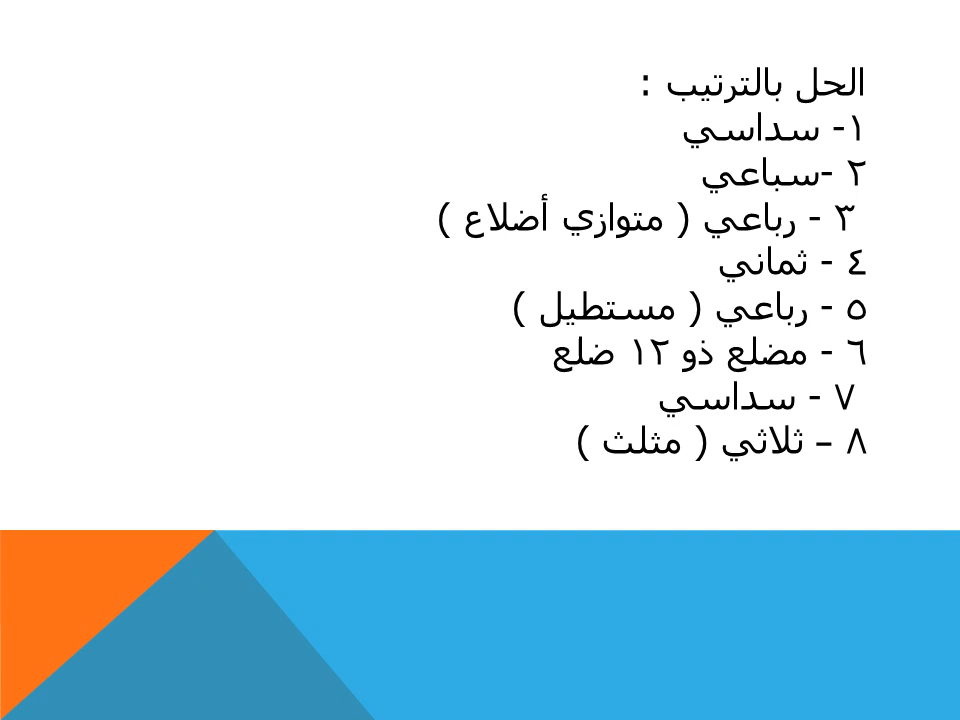 الحل بالترتيب :
١- سداسي
٢ -سباعي
٣ - رباعي ( متوازي أضلاع )
٤ - ثماني
٥ - رباعي ( مستطيل )
٦ - مضلع ذو ١٢ ضلع
٧ - سداسي
٨ – ثلاثي ( مثلث )